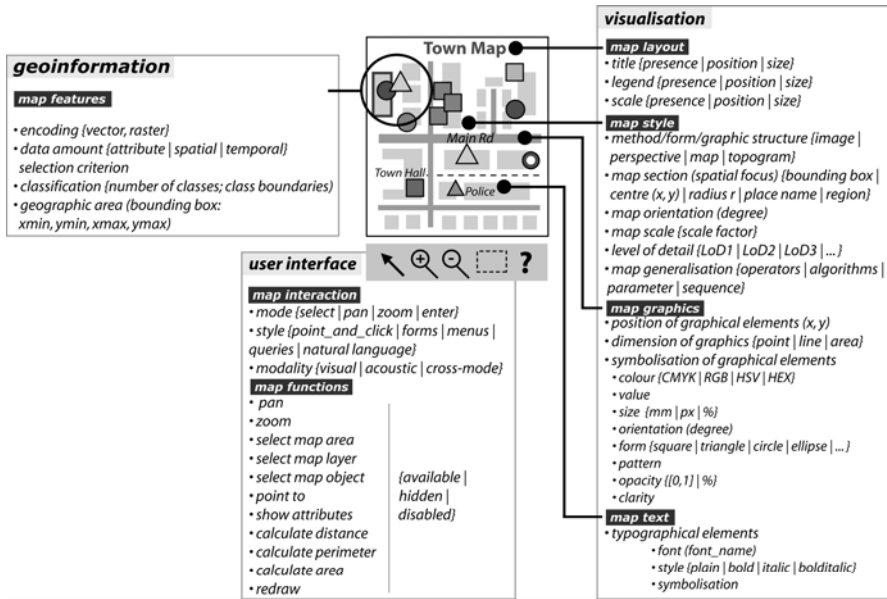 geoinformation
map features
• encoding {vector, raster}
• data amount {attribute | spatial | temporal}
selection criterion
• classification {number of classes; class boundaries)
• geographic area (bounding box:
xmin, ymin, xmax, ymax)
Town Map
Main Rd
Town Hall
Police
?
user interface
map interaction
• mode {select | pan | zoom | enter}
• style {point_and_click | forms | menus |
queries | natural language}
• modality {visual | acoustic | cross-mode}
map functions
• pan
• zoom
• select map area
• select map layer
• select map object
• point to
• show attributes
• calculate distance
• calculate perimeter
• calculate area
• redraw
{available |
hidden |
disabled}
visualisation
map layout
• title {presence | position | size}
• legend {presence | position | size}
• scale {presence | position | size}
map style
• method/form/graphic structure {image |
perspective | map | topogram}
• map section (spatial focus) {bounding box |
centre (x, y) | radius r | place name | region}
• map orientation (degree)
• map scale {scale factor}
• level of detail {LoD1 | LoD2 | LoD3 | ...}
• map generalisation {operators | algorithms |
parameter | sequence}
map graphics
• position of graphical elements (x, y)
• dimension of graphics {point | line | area}
• symbolisation of graphical elements
• colour {CMYK | RGB | HSV | HEX}
• value
• size {mm | px | %}
• orientation (degree)
• form {square | triangle | circle | ellipse | ...}
• pattern
• opacity {[0,1] | %}
• clarity
map text
• typographical elements
• font (font_name)
• style {plain | bold | italic | bolditalic}
• symbolisation